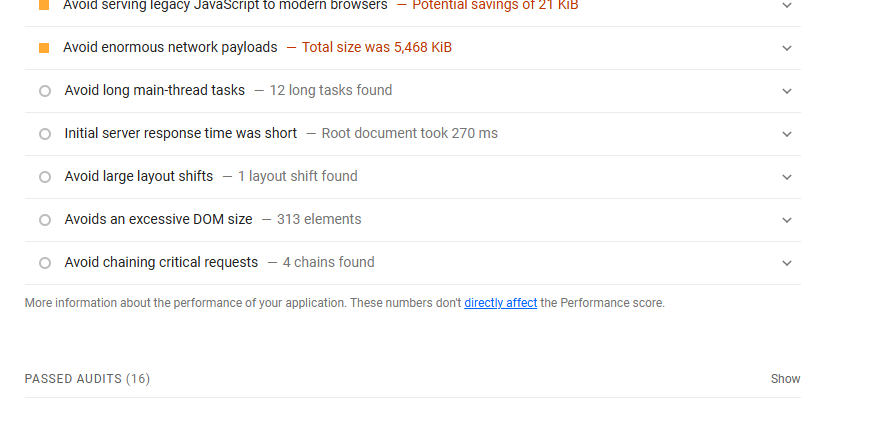 Avoid serving legacy JavaScript to modern browsers — Potential savings of 21 KiB
Avoid enormous network payloads — Total size was 5,468 KiB
Avoid long main-thread tasks — 12 long tasks found
Initial server response time was short — Root document took 270 ms
Avoid large layout shifts — 1 layout shift found
Avoids an excessive DOM size — 313 elements
Avoid chaining critical requests — 4 chains found
More information about the performance of your application. These numbers don't directly affect the Performance score.
PASSED AUDITS (16) Show